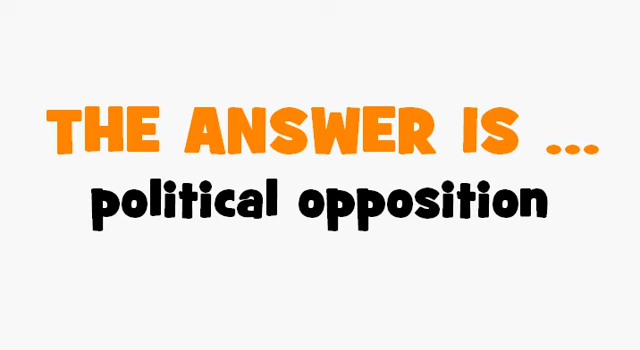 THE ANSWER IS ...
political opposition